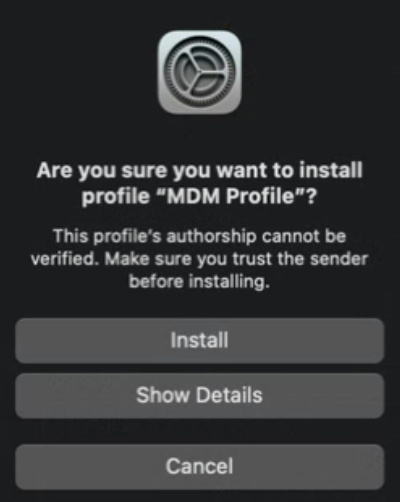 Are you sure you want to install
profile “MDM Profile”?
This profile's authorship cannot be
verified. Make sure you trust the sender
before installing.
Install
Show Details
Cancel